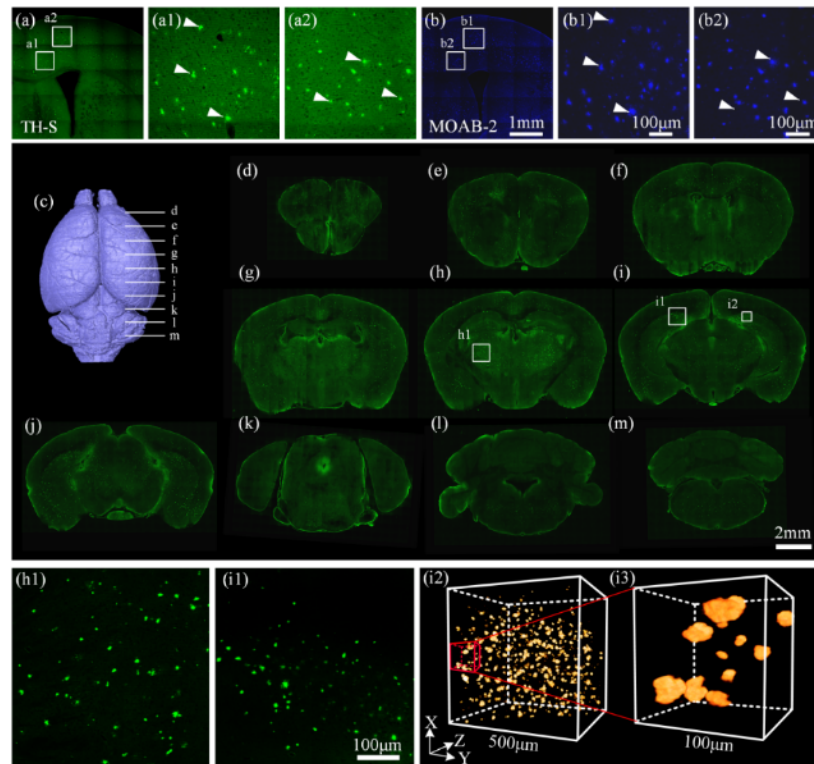 (a) a2 (a1) (a2) (b) b1 (b1) (b2)
a1 b2
TH-S MOAB-2 1mm 100μm 100μm
(c) (d) (e) (f)
d
e
f
g
h
i
j
k
l
m
(g) (h) (i)
h1 i1 i2
(j) (k) (l) (m)
2mm
(h1) (i1) (i2) (i3)
100μm
X
Z
Y
500μm 100μm